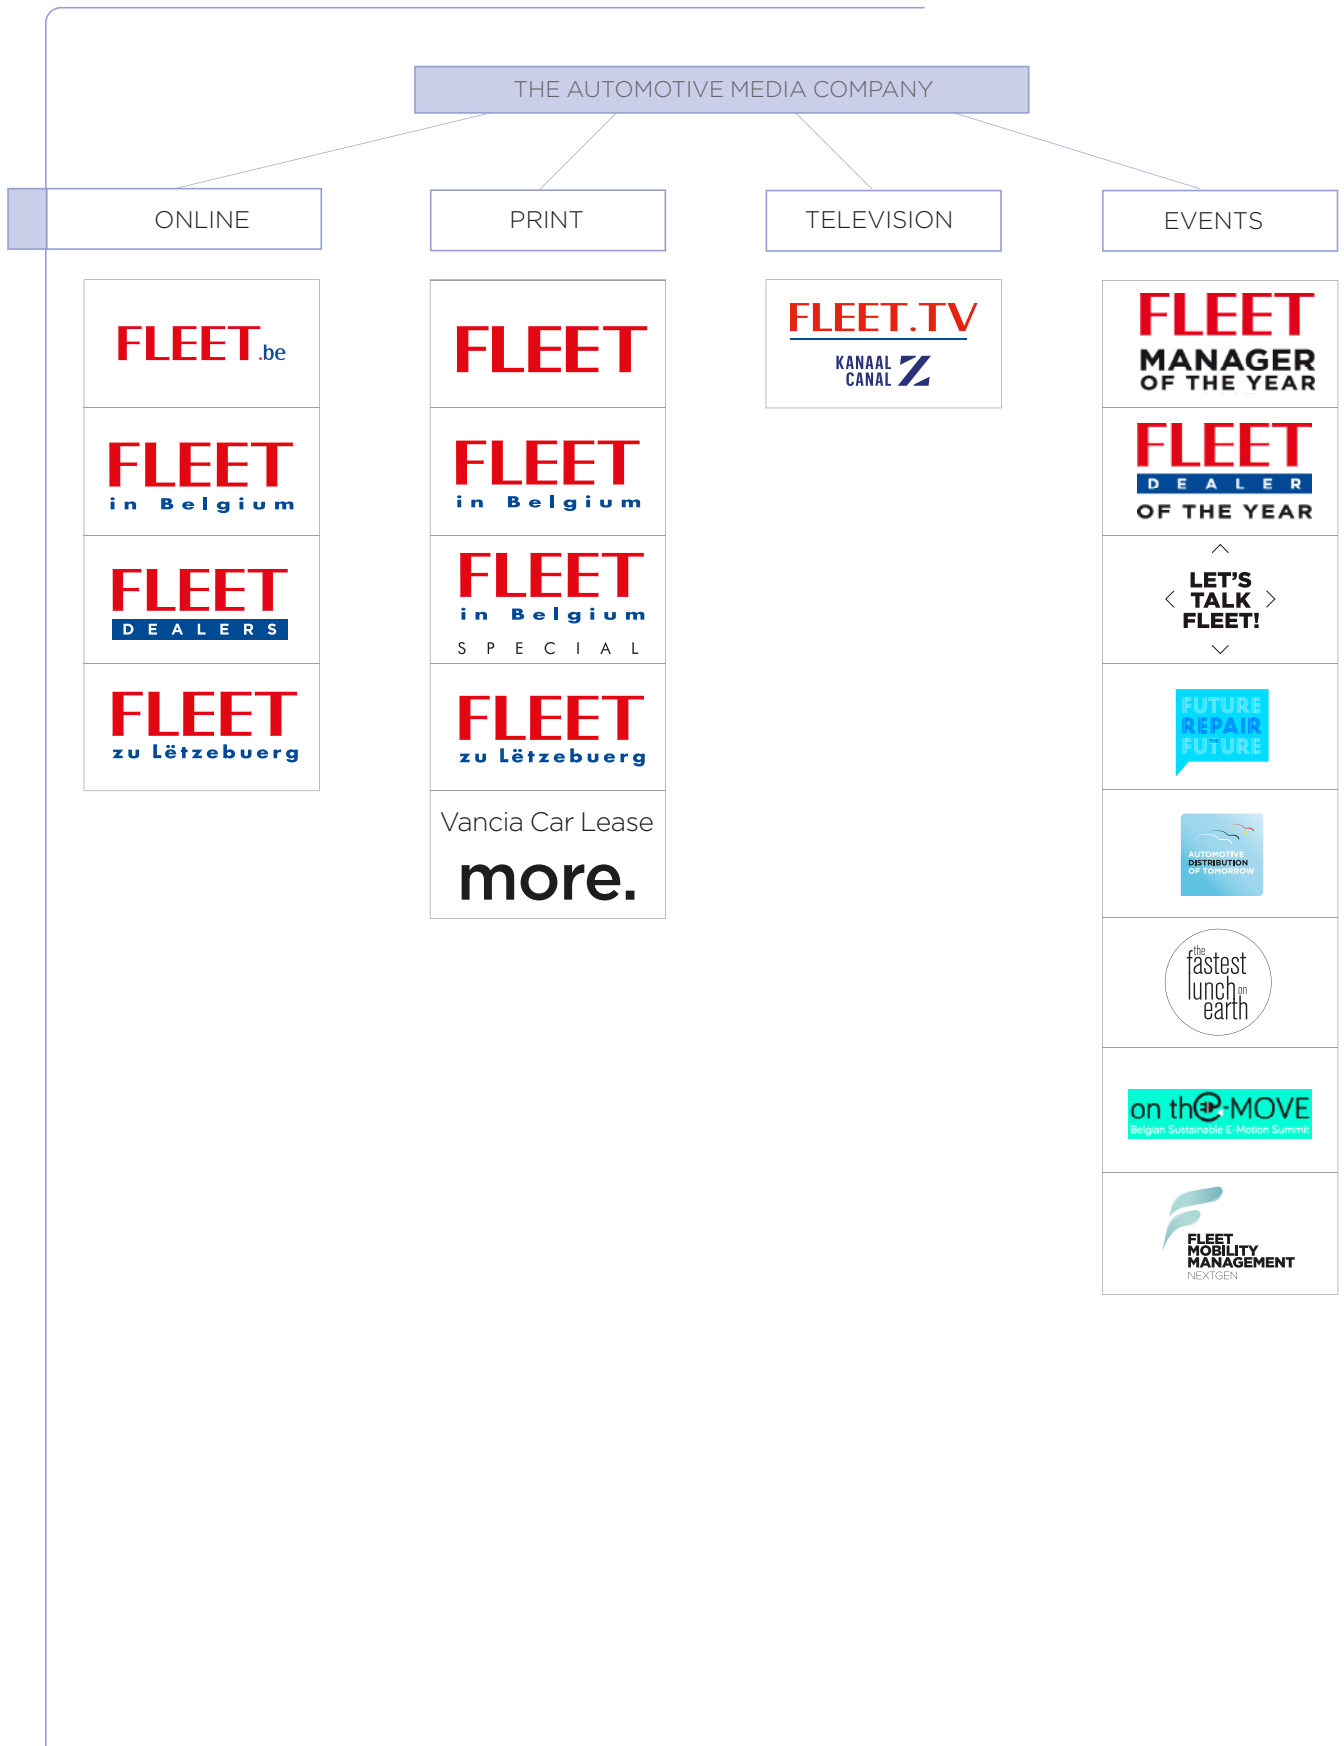 THE AUTOMOTIVE MEDIA COMPANY
ONLINE
FLEET.be
FLEET
in Belgium
FLEET
DEALERS
FLEET
zu Lëtzebuerg
PRINT
FLEET
FLEET
in Belgium
FLEET
in Belgium
SPECIAL
FLEET
zu Lëtzebuerg
Vancia Car Lease
more.
TELEVISION
FLEET.TV
KANAAL
CANAL Z
EVENTS
FLEET
MANAGER
OF THE YEAR
FLEET
DEALER
OF THE YEAR
LET'S
TALK
FLEET!
FUTURE
REPAIR
THE
FUTURE
AUTOMOTIVE
DISTRIBUTION
OF TOMORROW
the
fastest
lunch on
earth
on the-MOVE
Belgian Sustainable E-Motion Summit
FLEET
MOBILITY
MANAGEMENT
NEXTGEN